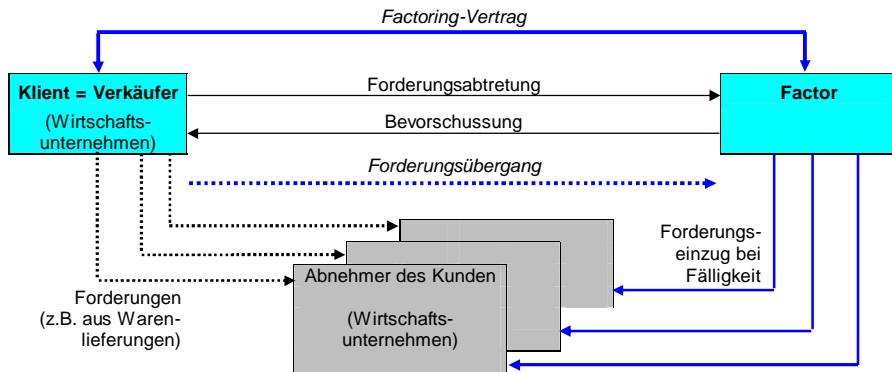 Factoring-Vertrag
Klient = Verkäufer
(Wirtschafts-
unternehmen)
Forderungsabtretung
Bevorschussung
Factor
Forderungsübergang
Forderungs-
einzug bei
Fälligkeit
Abnehmer des Kunden
(Wirtschafts-
unternehmen)
Forderungen
(z.B. aus Waren-
lieferungen)